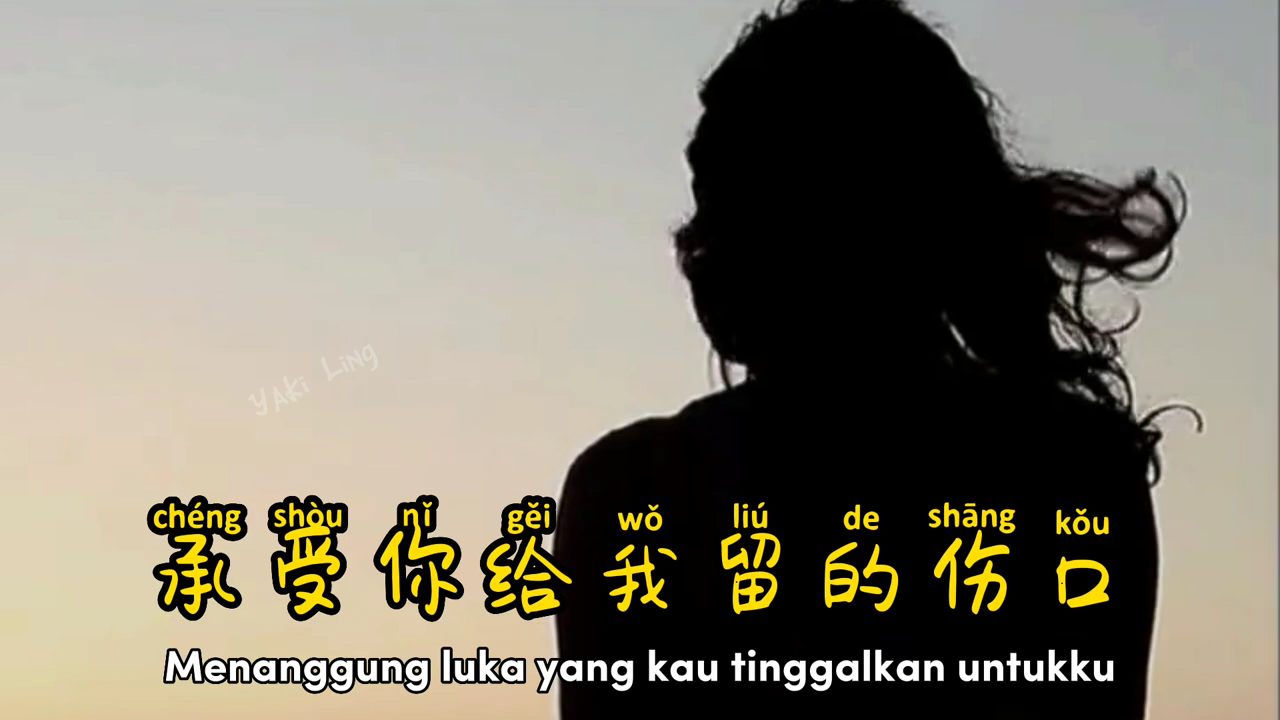 YAKI LING
chéng shòu nǐ gěi wǒ liú de shāng kǒu
承受你给我留的伤口
Menanggung luka yang kau tinggalkan untukku